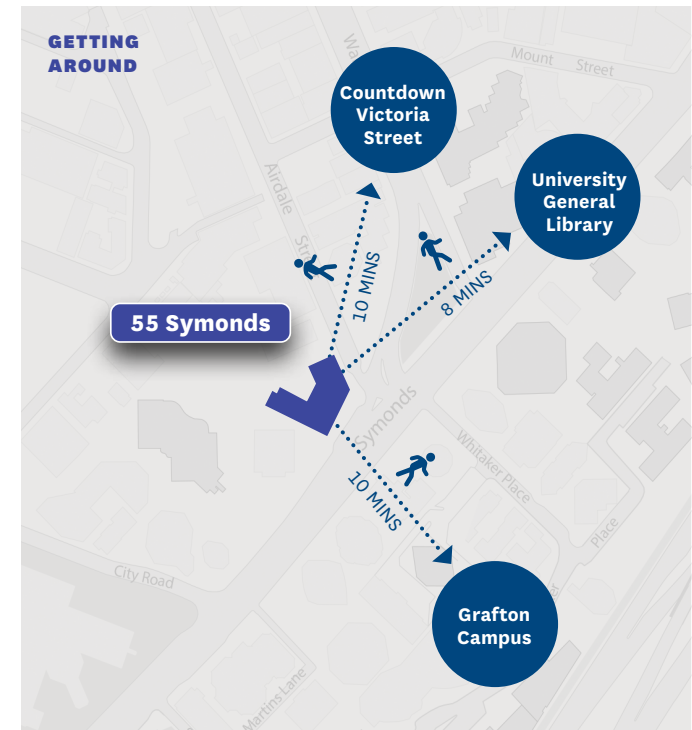 GETTING
AROUND
Mount Street
Countdown
Victoria
Street
University
General
Library
Airdale
Street
10 MINS
8 MINS
55 Symonds
Symonds
Whitaker Place
10 MINS
Place
City Road
Grafton
Campus
Martins Lane